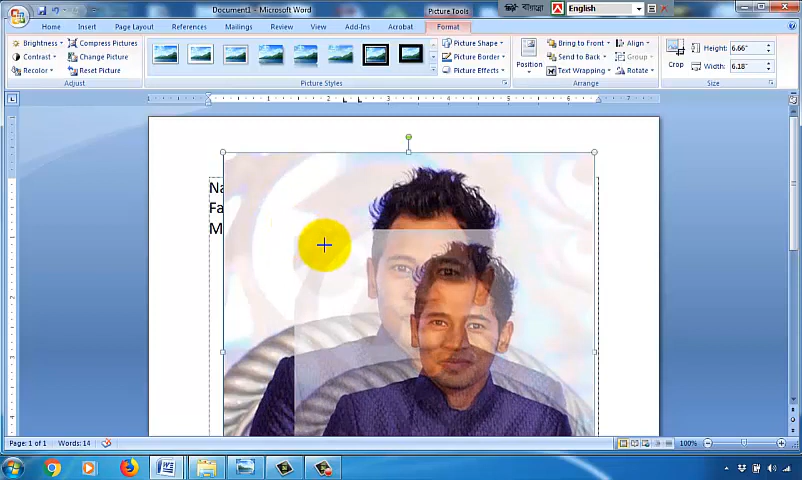 Document1 - Microsoft Word
Picture Tools
English
Home Insert Page Layout References Mailings Review View Add-Ins Acrobat Format
Brightness Compress Pictures
Contrast Change Picture
Recolor Reset Picture
Adjust
Picture Styles
Picture Shape
Picture Border
Picture Effects
Position
Bring to Front
Send to Back
Text Wrapping
Align
Group
Rotate
Arrange
Crop
Height: 6.66"
Width: 6.18"
Size
Na
Fa
M
Page: 1 of 1 Words: 14
100%